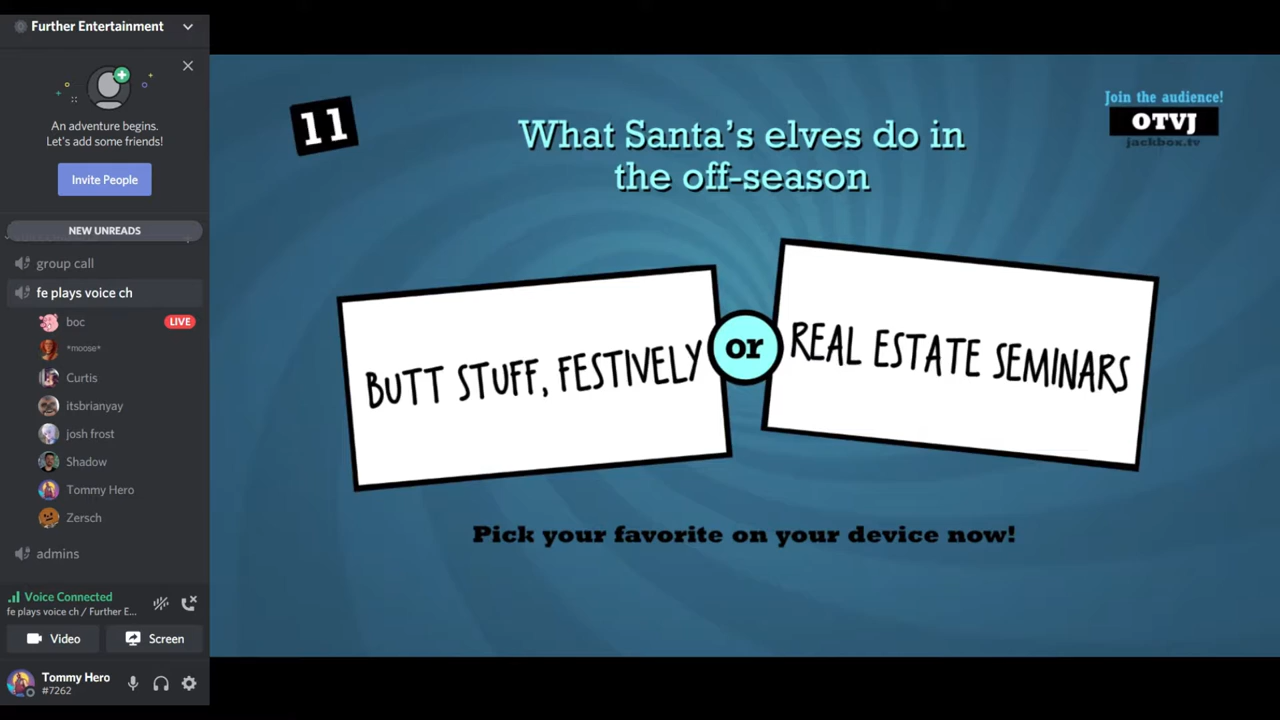 Further Entertainment
An adventure begins.
Let's add some friends!
Invite People
NEW UNREADS
group call
fe plays voice ch
boc
LIVE
*moose*
Curtis
itsbrianyay
josh frost
Shadow
Tommy Hero
Zersch
admins
Voice Connected
fe plays voice ch / Further E...
Video
Screen
Tommy Hero
#7262
11
What Santa's elves do in
the off-season
Join the audience!
OTVJ
jackbox.tv
BUTT STUFF, FESTIVELY
or
REAL ESTATE SEMINARS
Pick your favorite on your device now!